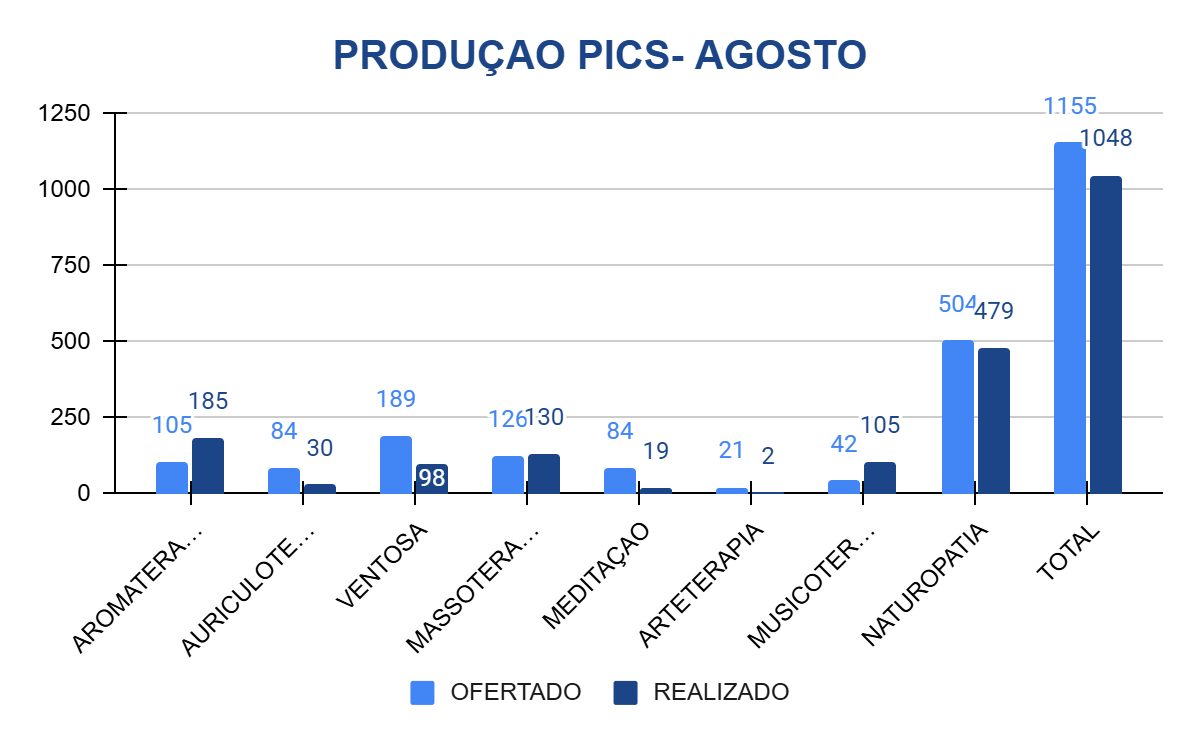 PRODUÇAO PICS- AGOSTO
1250
1000
750
500
250
0
105
185
84
30
189
98
126
130
84
19
21
2
42
105
504
479
1155
1048
AROMATERA...
AURICULOTE...
VENTOSA
MASSOTERA...
MEDITAÇAO
ARTETERAPIA
MUSICOTER...
NATUROPATIA
TOTAL
OFERTADO
REALIZADO